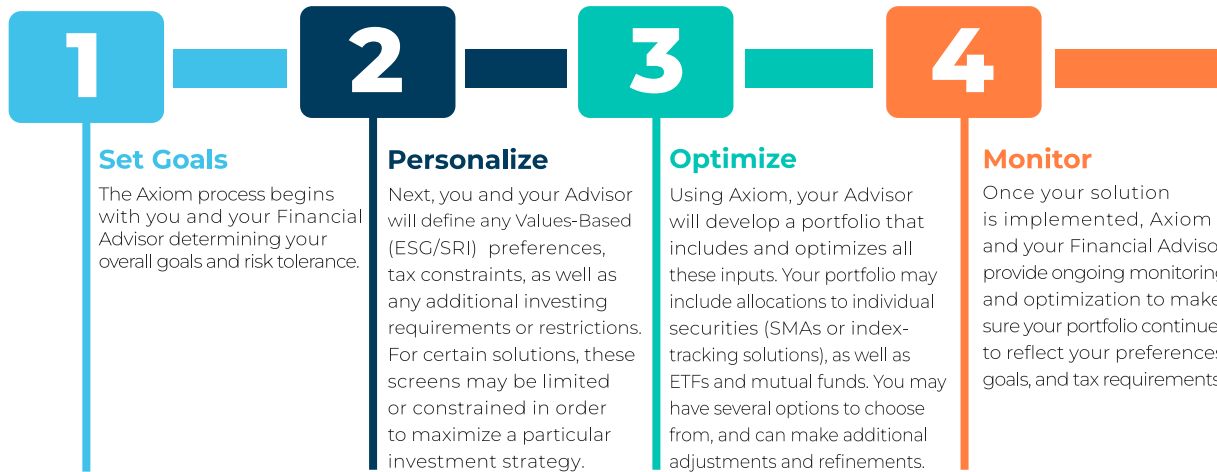 1
2
3
4
Set Goals
The Axiom process begins
with you and your Financial
Advisor determining your
overall goals and risk tolerance.
Personalize
Next, you and your Advisor
will define any Values-Based
(ESG/SRI) preferences,
tax constraints, as well as
any additional investing
requirements or restrictions.
For certain solutions, these
screens may be limited
or constrained in order
to maximize a particular
investment strategy.
Optimize
Using Axiom, your Advisor
will develop a portfolio that
includes and optimizes all
these inputs. Your portfolio may
include allocations to individual
securities (SMAs or index-
tracking solutions), as well as
ETFs and mutual funds. You may
have several options to choose
from, and can make additional
adjustments and refinements.
Monitor
Once your solution
is implemented, Axiom
and your Financial Adviso
provide ongoing monitoring
and optimization to make
sure your portfolio continue
to reflect your preferences
goals, and tax requirements